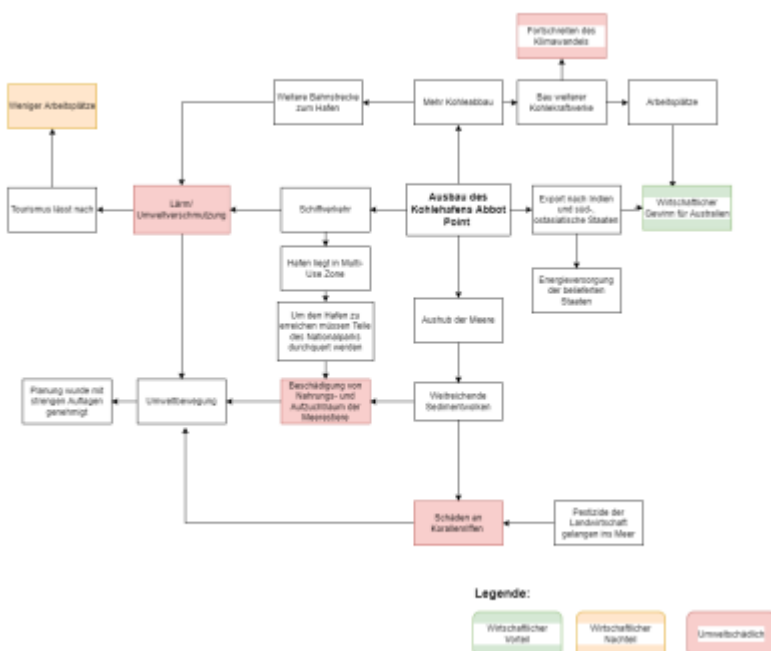 Fortschreiten des
Klimawandels
Weniger Arbeitsplätze
Weitere Bahnstrecke
zum Hafen
Mehr Kohleabbau
Bau weiterer
Kohlekraftwerke
Arbeitsplätze
Tourismus lässt nach
Lärm/
Umweltverschmutzung
Schiffverkehr
Ausbau des
Kohlehafens Abbot
Point
Export nach Indien
und süd-,
ostasiatische Staaten
Wirtschaftlicher
Gewinn für Australien
Hafen liegt in Multi-
Use Zone
Energieversorgung
der belieferten
Staaten
Um den Hafen zu
erreichen müssen Teile
des Nationalparks
durchquert werden
Aushub der Meere
Planung wurde mit
strengen Auflagen
genehmigt
Umweltbewegung
Beschädigung von
Nahrungs- und
Aufzuchtraum der
Meerestiere
Weitreichende
Sedimentwolken
Schäden an
Korallenriffen
Pestizide der
Landwirtschaft
gelangen ins Meer
Legende:
Wirtschaftlicher
Vorteil
Wirtschaftlicher
Nachteil
Umweltschädlich